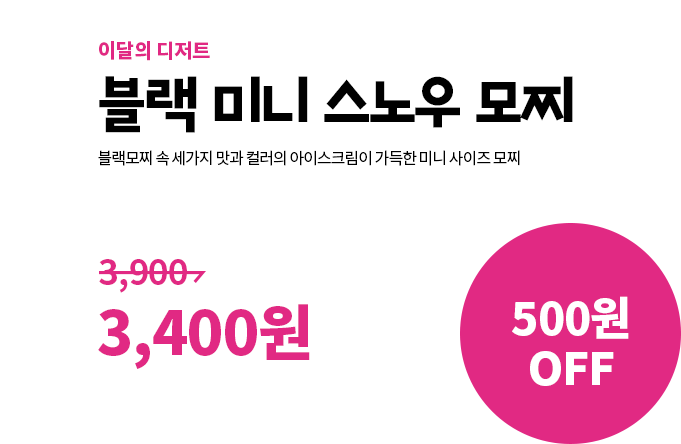 이달의 디저트
블랙 미니 스노우 모찌
블랙모찌 속 세가지 맛과 컬러의 아이스크림이 가득한 미니 사이즈 모찌
3,900
3,400원
500원
OFF